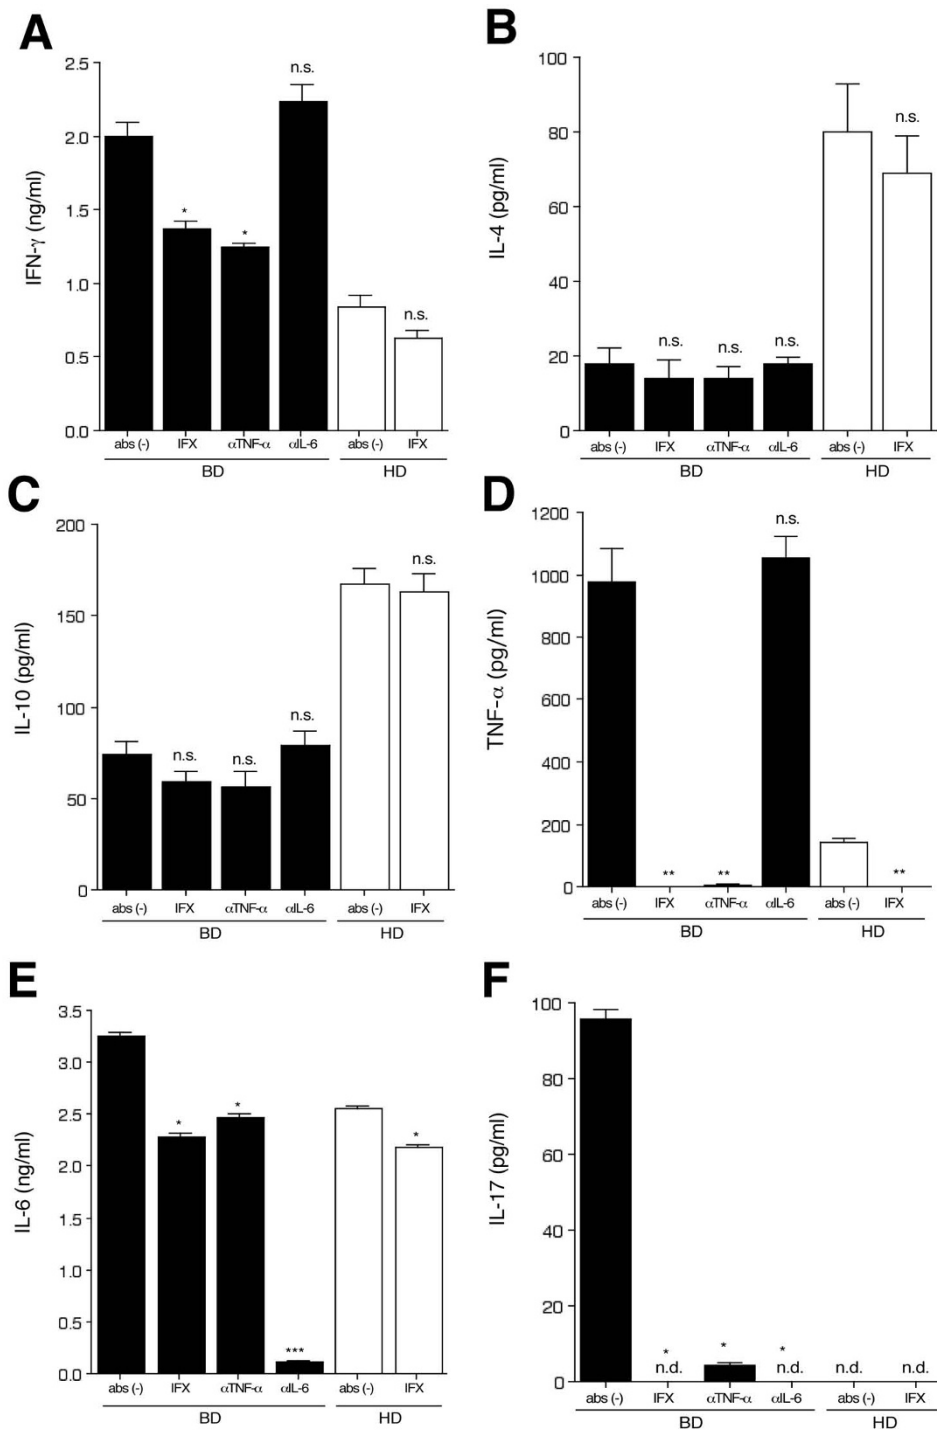 A
IFN-γ (ng/ml)
2.5
2.0
1.5
1.0
0.5
0.0
* * n.s. n.s.
abs (-) IFX αTNF-α αIL-6 abs (-) IFX
BD HD
B
IL-4 (pg/ml)
100
80
60
40
20
0
n.s. n.s. n.s. n.s.
abs (-) IFX αTNF-α αIL-6 abs (-) IFX
BD HD
C
IL-10 (pg/ml)
200
150
100
50
0
n.s. n.s. n.s. n.s.
abs (-) IFX αTNF-α αIL-6 abs (-) IFX
BD HD
D
TNF-α (pg/ml)
1200
1000
800
600
400
200
0
** ** n.s. **
abs (-) IFX αTNF-α αIL-6 abs (-) IFX
BD HD
E
IL-6 (ng/ml)
3.5
3.0
2.5
2.0
1.5
1.0
0.5
0.0
* * *** *
abs (-) IFX αTNF-α αIL-6 abs (-) IFX
BD HD
F
IL-17 (pg/ml)
100
80
60
40
20
0
* * *
n.d. n.d. n.d. n.d.
abs (-) IFX αTNF-α αIL-6 abs (-) IFX
BD HD